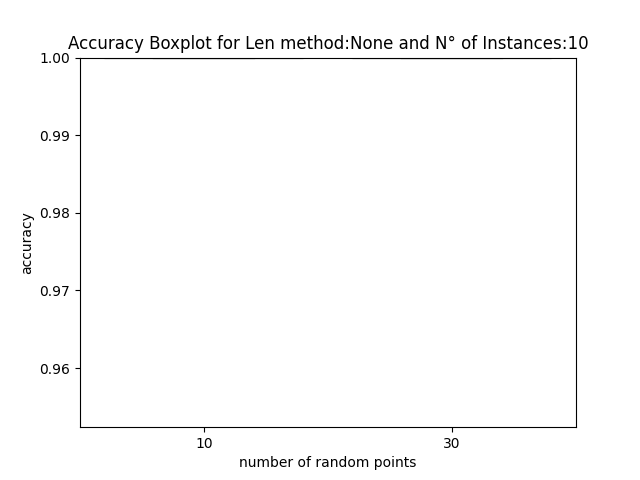 Accuracy Boxplot for Len method:None and N° of Instances:10
1.00
0.99
0.98
0.97
0.96
accuracy
10 30
number of random points